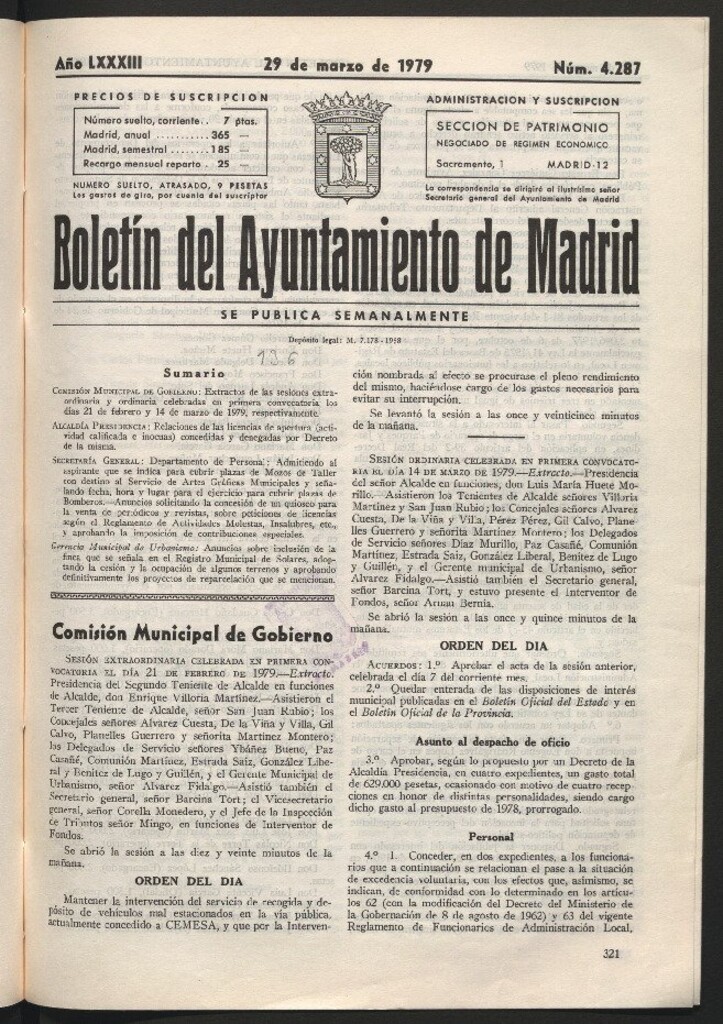 Año LXXXIII
29 de marzo de 1979
Núm. 4.287
PRECIOS DE SUSCRIPCION
Número suelto, corriente.. 7 ptas.
Madrid, anual .......... 365 —
Madrid, semestral ....... 185 —
Recargo mensual reparto . 25 —
NUMERO SUELTO, ATRASADO, 9 PESETAS
Los gastos de giro, por cuenta del suscriptor
ADMINISTRACION Y SUSCRIPCION
SECCION DE PATRIMONIO
NEGOCIADO DE REGIMEN ECONOMICO
Sacramento, 1 MADRID-12
La correspondencia se dirigirá al ilustrísimo señor
Secretario general del Ayuntamiento de Madrid
Boletín del Ayuntamiento de Madrid
SE PUBLICA SEMANALMENTE
Depósito legal: M. 7.178 - 1958
136
Sumario
COMISIÓN MUNICIPAL DE GOBIERNO: Extractos de las sesiones extra-
ordinaria y ordinaria celebradas en primera convocatoria los
días 21 de febrero y 14 de marzo de 1979, respectivamente.
ALCALDÍA PRESIDENCIA: Relaciones de las licencias de apertura (acti-
vidad calificada e inocuas) concedidas y denegadas por Decreto
de la misma.
SECRETARÍA GENERAL: Departamento de Personal: Admitiendo al
aspirante que se indica para cubrir plazas de Mozos de Taller
con destino al Servicio de Artes Gráficas Municipales y seña-
lando fecha, hora y lugar para el ejercicio para cubrir plazas de
Bomberos.—Anuncios solicitando la concesión de un quiosco para
la venta de periódicos y revistas, sobre peticiones de licencias
según el Reglamento de Actividades Molestas, Insalubres, etc.,
y aprobando la imposición de contribuciones especiales.
Gerencia Municipal de Urbanismo: Anuncios sobre inclusión de la
finca que se señala en el Registro Municipal de Solares, adop-
tando la cesión y la ocupación de algunos terrenos y aprobando
definitivamente los proyectos de reparcelación que se mencionan.
Comisión Municipal de Gobierno
SESIÓN EXTRAORDINARIA CELEBRADA EN PRIMERA CON-
VOCATORIA EL DÍA 21 DE FEBRERO DE 1979.—Extracto.—
Presidencia del Segundo Teniente de Alcalde en funciones
de Alcalde, don Enrique Villoria Martínez.—Asistieron el
Tercer Teniente de Alcalde, señor San Juan Rubio; los
Concejales señores Alvarez Cuesta, De la Viña y Villa, Gil
Calvo, Planelles Guerrero y señorita Martínez Montero;
los Delegados de Servicio señores Ybáñez Bueno, Paz
Casañé, Comunión Martínez, Estrada Saiz, González Libe-
ral y Benítez de Lugo y Guillén, y el Gerente Municipal de
Urbanismo, señor Alvarez Fidalgo.—Asistió también el
Secretario general, señor Barcina Tort; el Vicesecretario
general, señor Corella Monedero, y el Jefe de la Inspección
de Tributos señor Mingo, en funciones de Interventor de
Fondos.
Se abrió la sesión a las diez y veinte minutos de la
mañana.
ORDEN DEL DIA
Mantener la intervención del servicio de recogida y de-
pósito de vehículos mal estacionados en la vía pública,
actualmente concedido a CEMESA, y que por la Interven-
ción nombrada al efecto se procurase el pleno rendimiento
del mismo, haciéndose cargo de los gastos necesarios para
evitar su interrupción.
Se levantó la sesión a las once y veinticinco minutos
de la mañana.
SESIÓN ORDINARIA CELEBRADA EN PRIMERA CONVOCATO-
RIA EL DÍA 14 DE MARZO DE 1979.—Extracto.—Presidencia
del señor Alcalde en funciones, don Luis María Huete Mo-
rillo.—Asistieron los Tenientes de Alcalde señores Villoria
Martínez y San Juan Rubio; los Concejales señores Alvarez
Cuesta, De la Viña y Villa, Pérez Pérez, Gil Calvo, Plane-
lles Guerrero y señorita Martínez Montero; los Delegados
de Servicio señores Díaz Murillo, Paz Casañé, Comunión
Martínez, Estrada Saiz, González Liberal, Benítez de Lugo
y Guillén, y el Gerente municipal de Urbanismo, señor
Alvarez Fidalgo.—Asistió también el Secretario general,
señor Barcina Tort, y estuvo presente el Interventor de
Fondos, señor Arnau Bernia.
Se abrió la sesión a las once y quince minutos de la
mañana.
ORDEN DEL DIA
ACUERDOS: 1.º Aprobar el acta de la sesión anterior,
celebrada el día 7 del corriente mes.
2.º Quedar enterada de las disposiciones de interés
municipal publicadas en el Boletín Oficial del Estado y en
el Boletín Oficial de la Provincia.
Asunto al despacho de oficio
3.º Aprobar, según lo propuesto por un Decreto de la
Alcaldía Presidencia, en cuatro expedientes, un gasto total
de 629.000 pesetas, ocasionado con motivo de cuatro recep-
ciones en honor de distintas personalidades, siendo cargo
dicho gasto al presupuesto de 1978, prorrogado.
Personal
4.º 1. Conceder, en dos expedientes, a los funciona-
rios que a continuación se relacionan el pase a la situación
de excedencia voluntaria, con los efectos que, asimismo, se
indican, de conformidad con lo determinado en los artícu-
los 62 (con la modificación del Decreto del Ministerio de
la Gobernación de 8 de agosto de 1962) y 63 del vigente
Reglamento de Funcionarios de Administración Local,
321